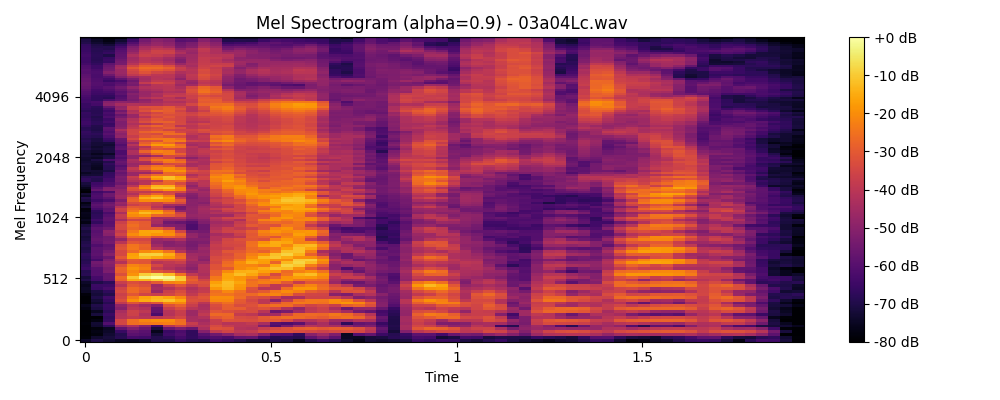 Mel Spectrogram (alpha=0.9) - 03a04Lc.wav
Mel Frequency
4096
2048
1024
512
0
0
0.5
1
1.5
Time
+0 dB
-10 dB
-20 dB
-30 dB
-40 dB
-50 dB
-60 dB
-70 dB
-80 dB